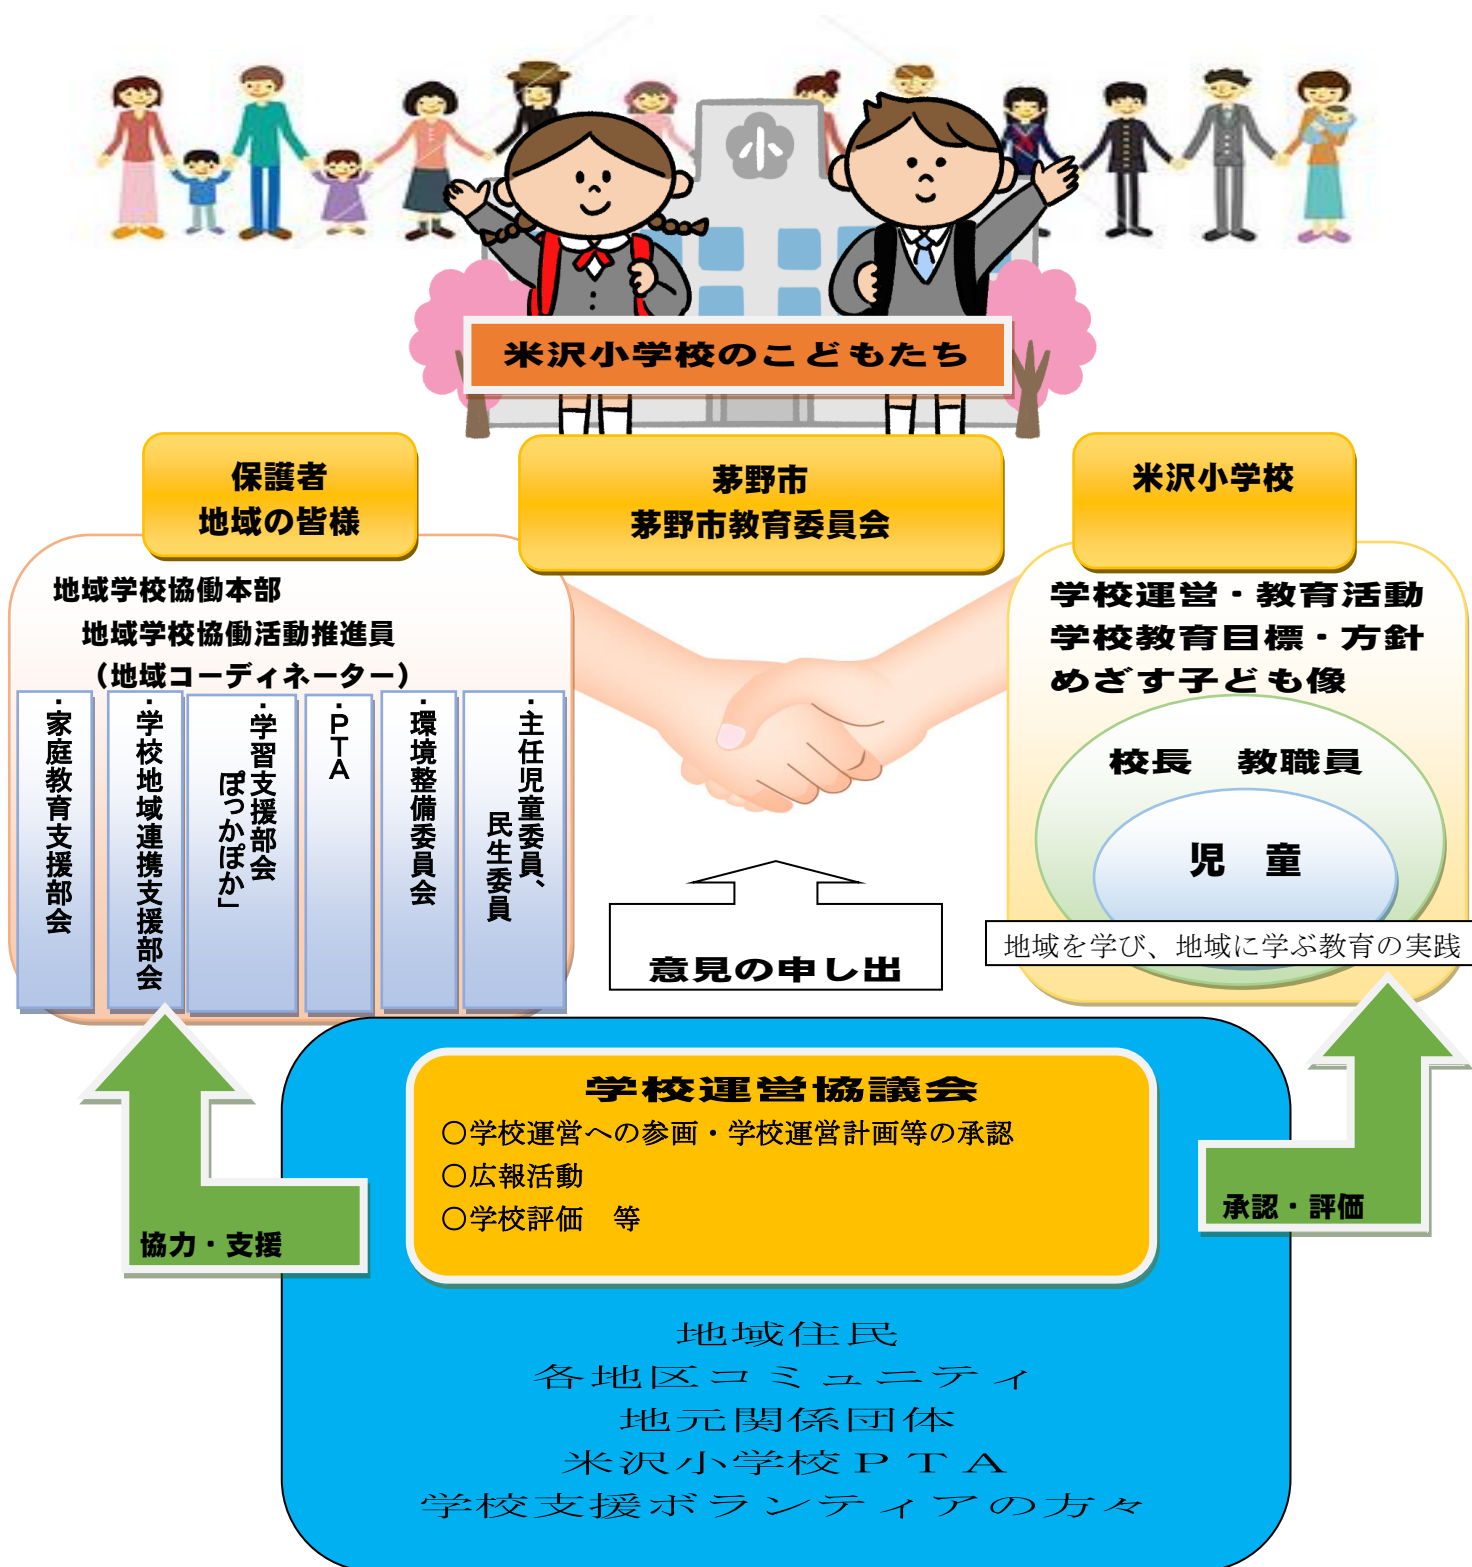 小
米沢小学校のこどもたち
保護者
地域の皆様
茅野市
茅野市教育委員会
米沢小学校
地域学校協働本部
地域学校協働活動推進員
（地域コーディネーター）
・家庭教育支援部会
・学校地域連携支援部会
・学習支援部会
ぽっかぽか」
・PTA
・環境整備委員会
・主任児童委員、
民生委員
学校運営・教育活動
学校教育目標・方針
めざす子ども像
校長　教職員
児　童
地域を学び、地域に学ぶ教育の実践
意見の申し出
学校運営協議会
○学校運営への参画・学校運営計画等の承認
○広報活動
○学校評価　等
協力・支援
承認・評価
地域住民
各地区コミュニティ
地元関係団体
米沢小学校ＰＴＡ
学校支援ボランティアの方々